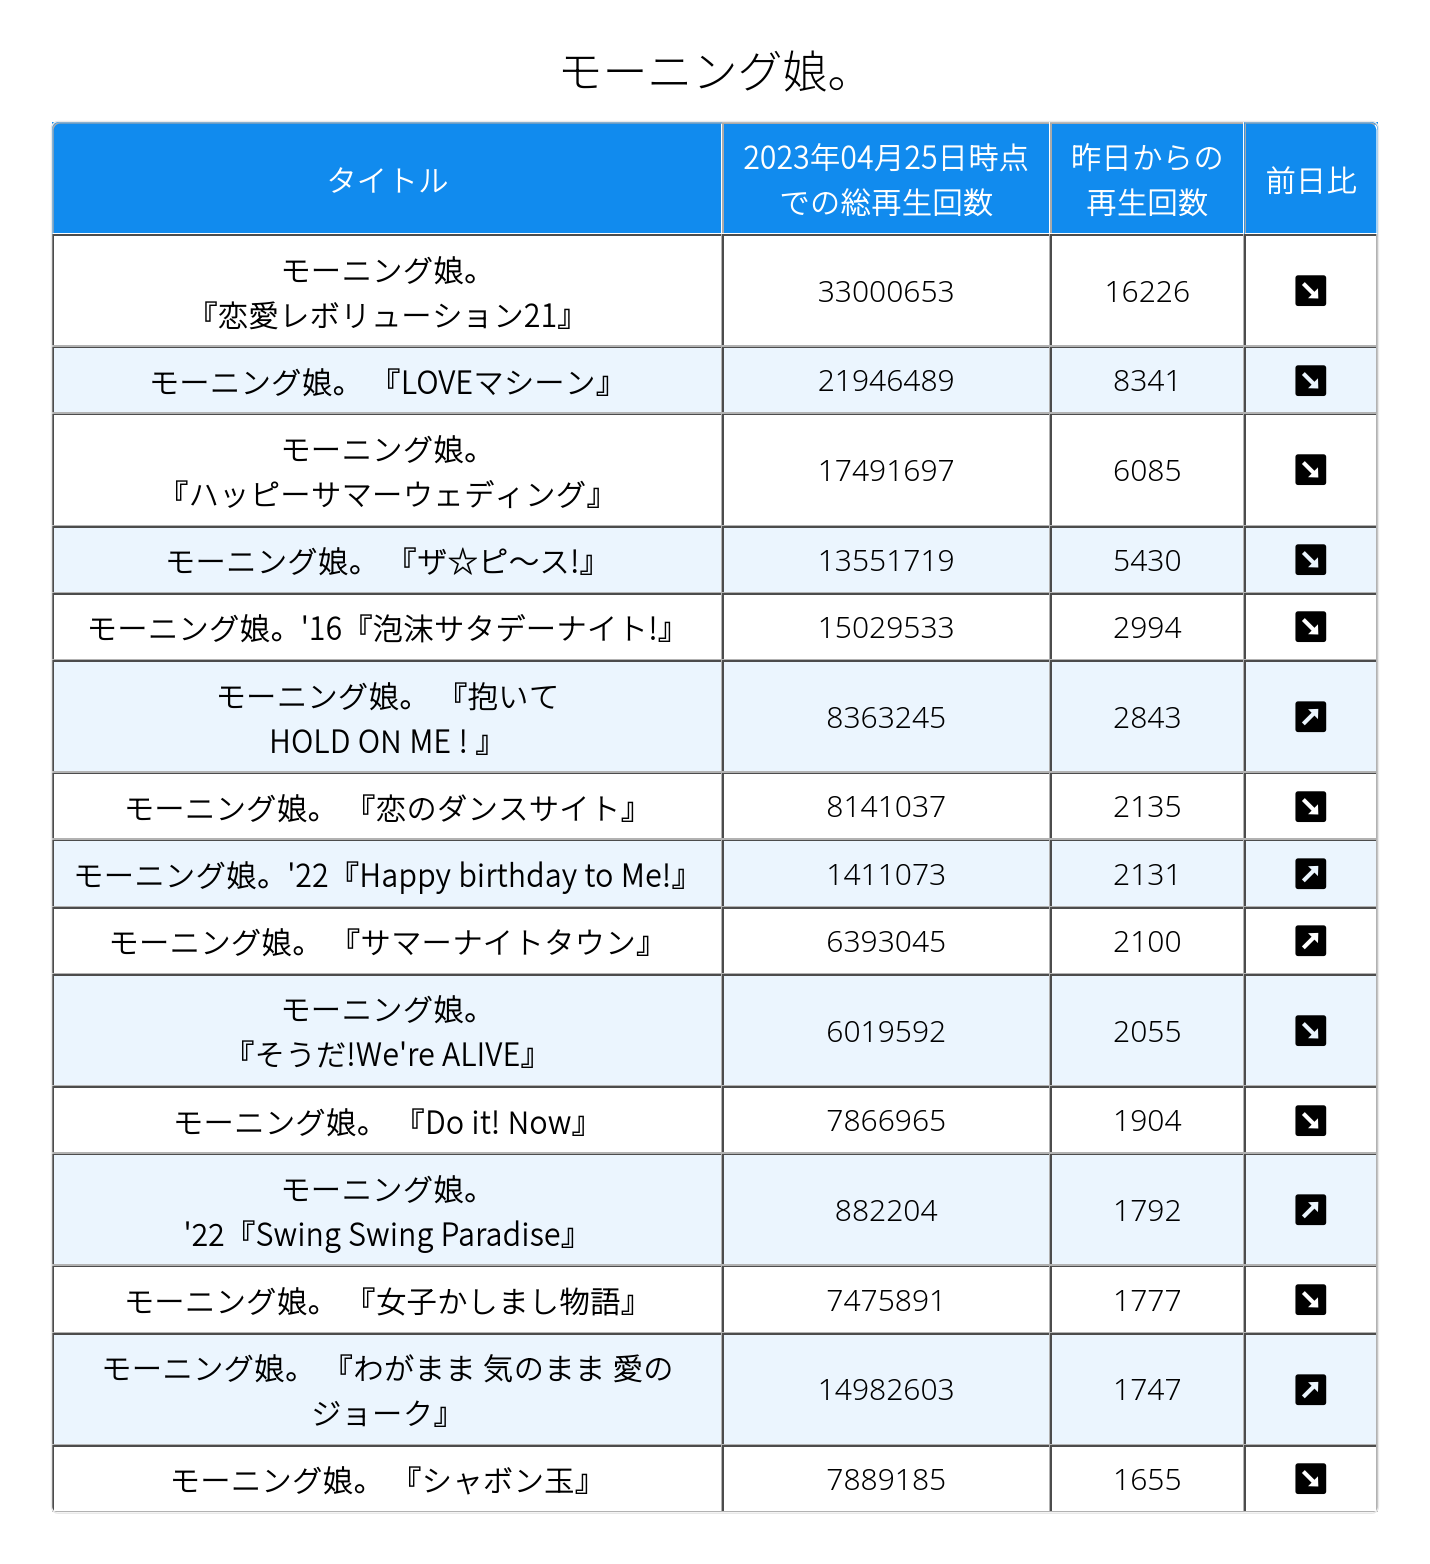 モーニング娘。
タイトル
2023年04月25日時点
での総再生回数
昨日からの
再生回数
前日比
モーニング娘。
『恋愛レボリューション21』
33000653
16226
モーニング娘。 『LOVEマシーン』
21946489
8341
モーニング娘。
『ハッピーサマーウェディング』
17491697
6085
モーニング娘。 『ザ☆ピ〜ス!』
13551719
5430
モーニング娘。'16『泡沫サタデーナイト!』
15029533
2994
モーニング娘。 『抱いて
HOLD ON ME ! 』
8363245
2843
モーニング娘。 『恋のダンスサイト』
8141037
2135
モーニング娘。'22『Happy birthday to Me!』
1411073
2131
モーニング娘。 『サマーナイトタウン』
6393045
2100
モーニング娘。
『そうだ!We're ALIVE』
6019592
2055
モーニング娘。 『Do it! Now』
7866965
1904
モーニング娘。
'22『Swing Swing Paradise』
882204
1792
モーニング娘。 『女子かしまし物語』
7475891
1777
モーニング娘。 『わがまま 気のまま 愛の
ジョーク』
14982603
1747
モーニング娘。 『シャボン玉』
7889185
1655